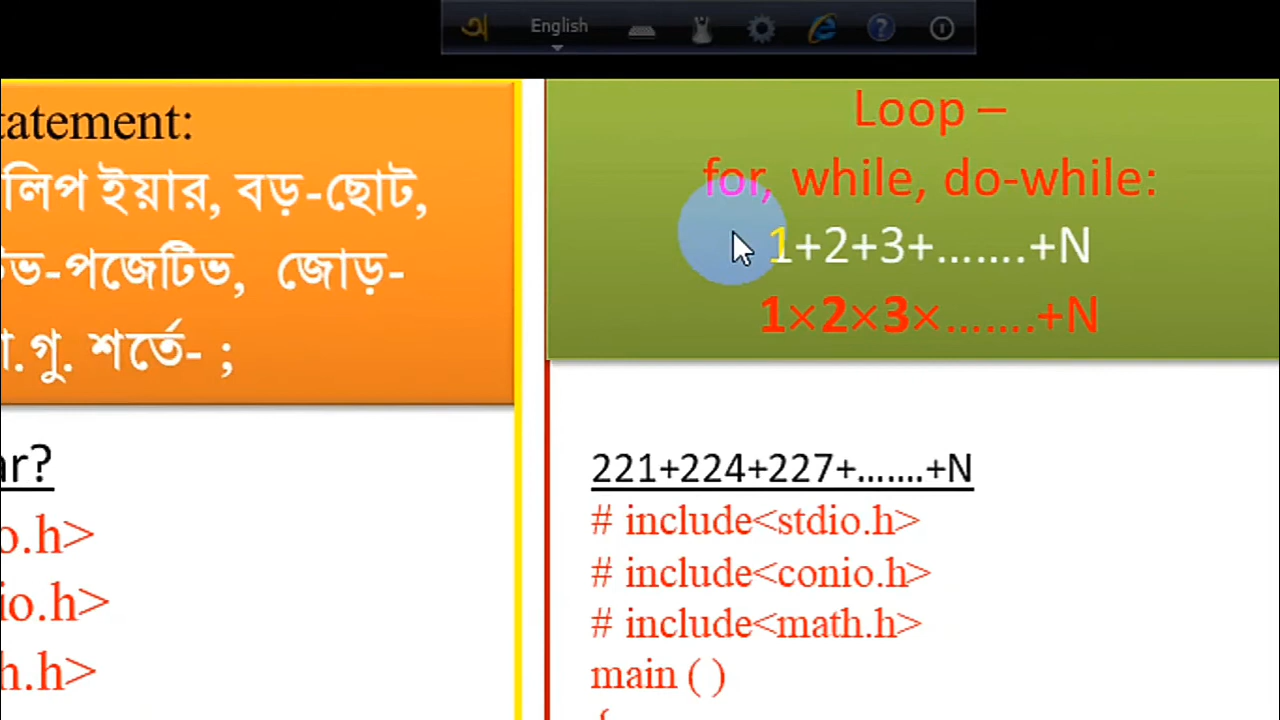 অ English
tatement:
লিপ ইয়ার, বড়-ছোট,
ভ-পজেটিভ, জোড়-
.গু. শর্তে- ;
ar?
o.h>
io.h>
h.h>
Loop –
for, while, do-while:
1+2+3+…….+N
1×2×3×…….+N
221+224+227+…….+N
# include<stdio.h>
# include<conio.h>
# include<math.h>
main ( )
{